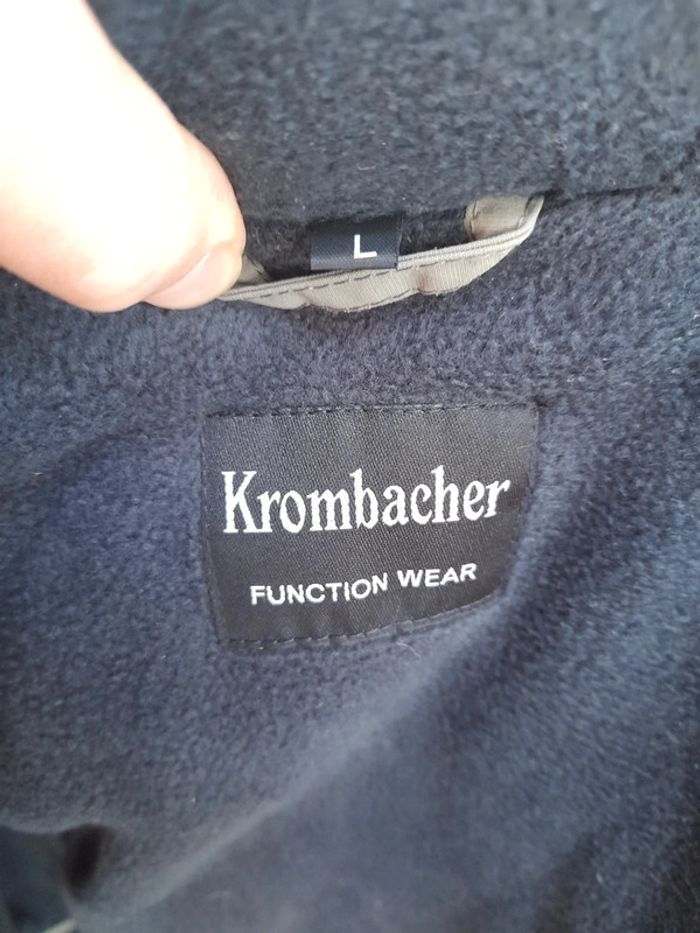 L
Krombacher
FUNCTION WEAR